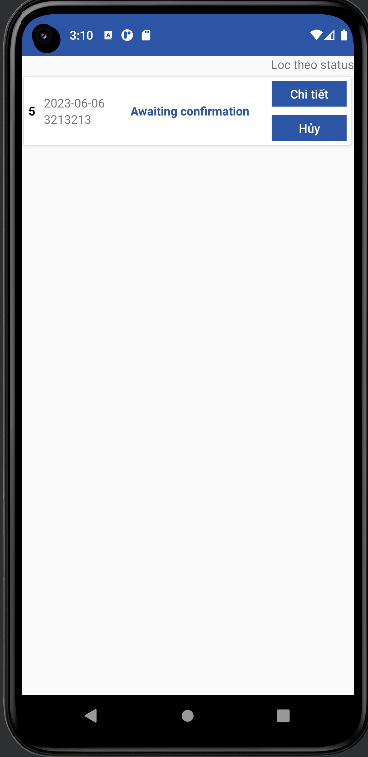 3:10
Loc theo status
5
2023-06-06
3213213
Awaiting confirmation
Chi tiết
Hủy